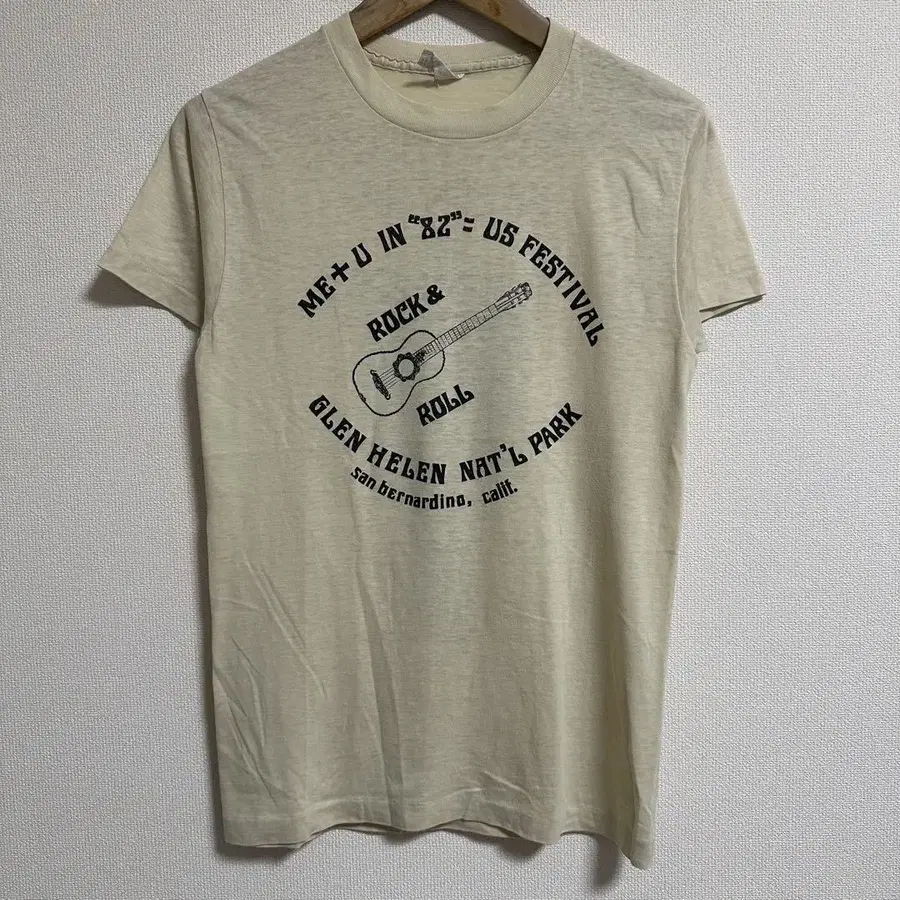 ME+U IN "82"= US FESTIVAL
ROCK &
ROLL
GLEN HELEN NAT'L PARK
san bernardino, calif.